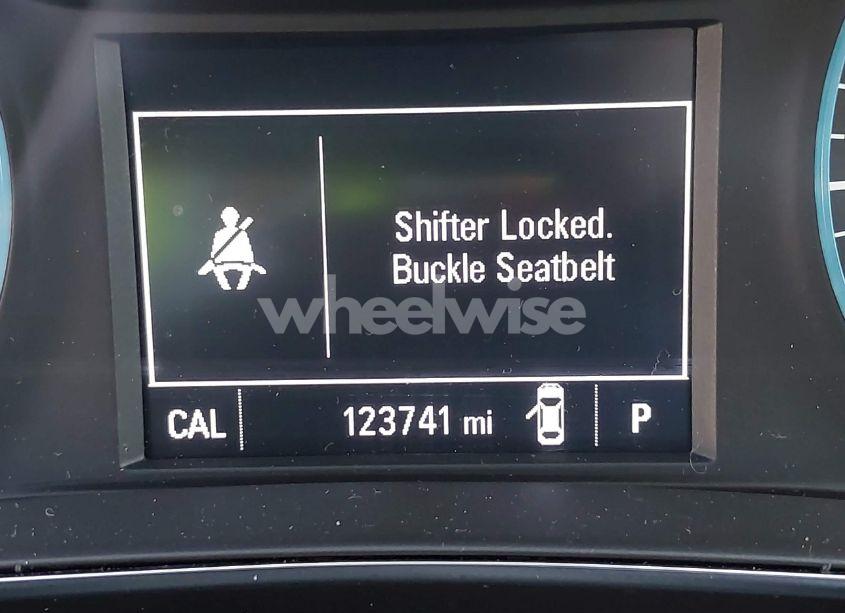 Shifter Locked.
Buckle Seatbelt
wheelwise
CAL 123741 mi P